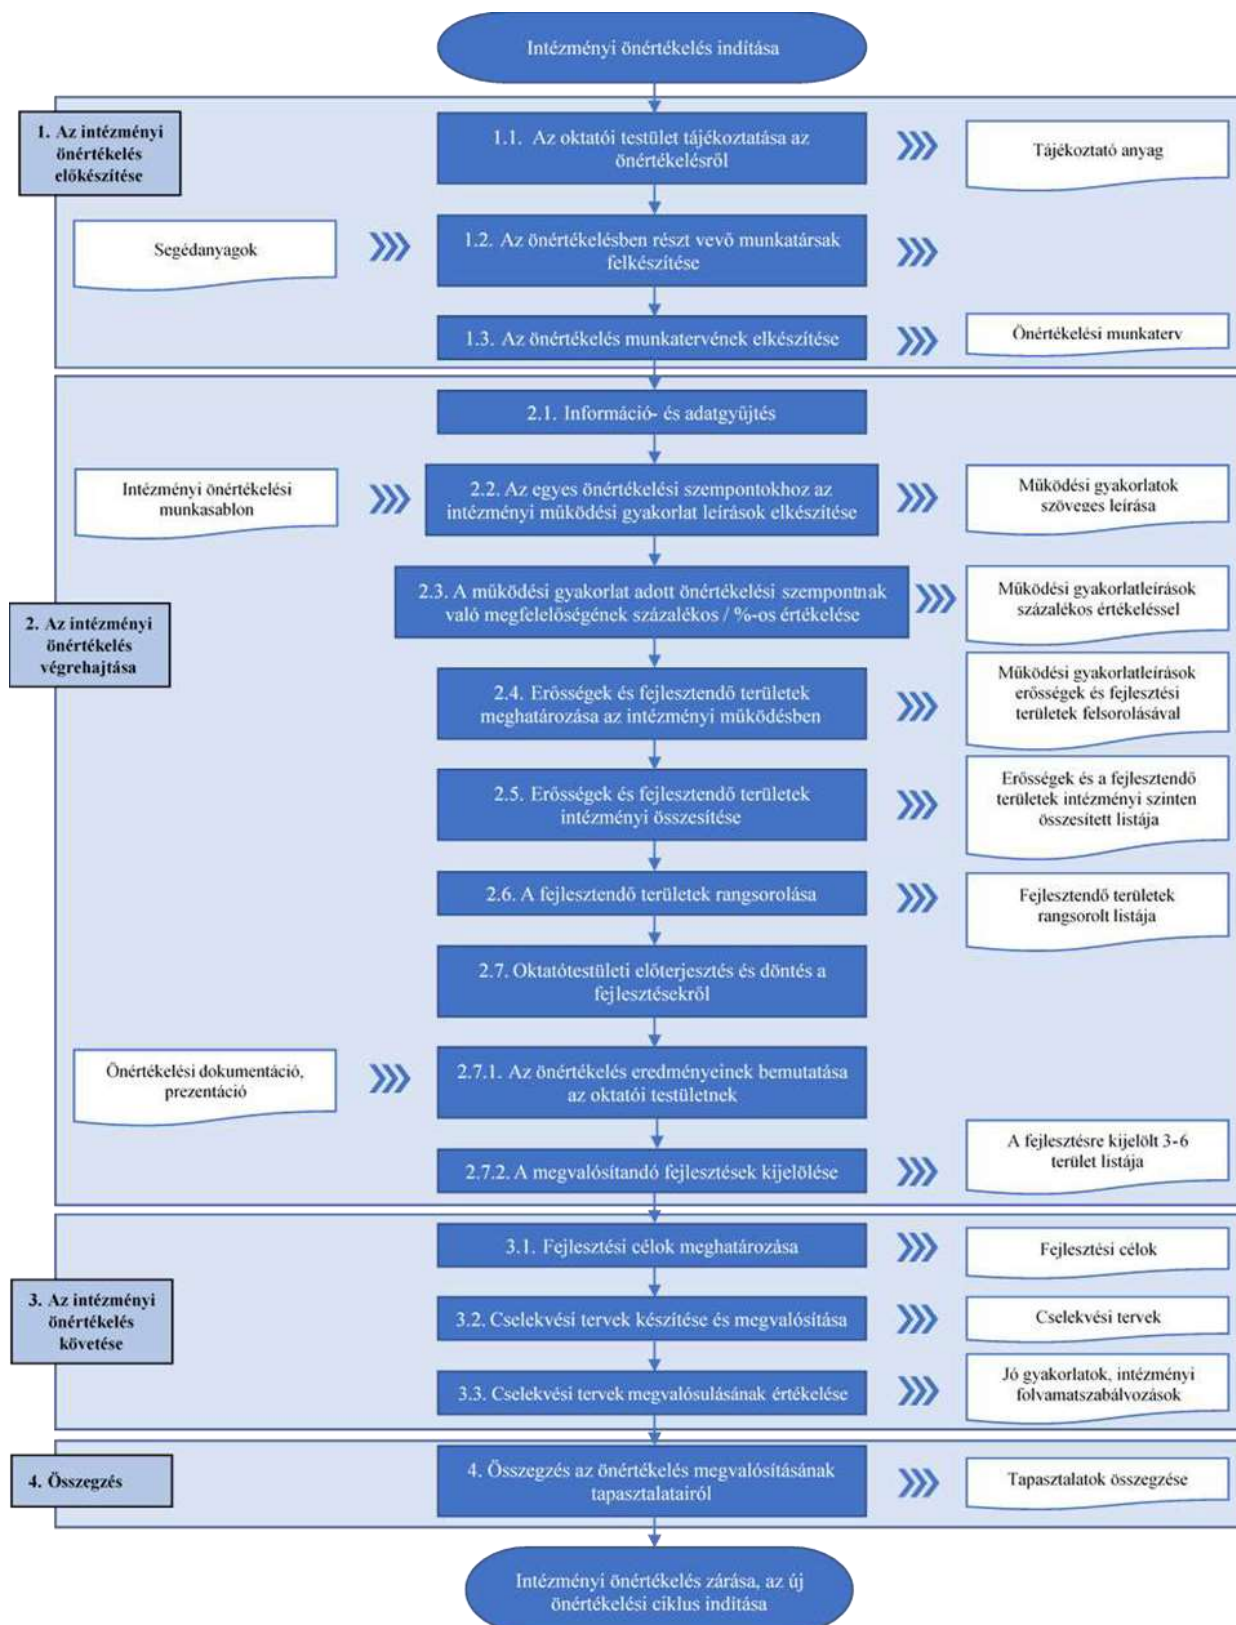 Intézményi önértékelés indítása
1. Az intézményi
önértékelés
előkészítése
1.1. Az oktatói testület tájékoztatása az
önértékelésről
Tájékoztató anyag
Segédanyagok
1.2. Az önértékelésben részt vevő munkatársak
felkészítése
1.3. Az önértékelés munkatervének elkészítése
Önértékelési munkaterv
2. Az intézményi
önértékelés
végrehajtása
2.1. Információ- és adatgyűjtés
Intézményi önértékelési
munkasablon
2.2. Az egyes önértékelési szempontokhoz az
intézményi működési gyakorlat leírások elkészítése
Működési gyakorlatok
szöveges leírása
2.3. A működési gyakorlat adott önértékelési szempontnak
való megfelelőségének százalékos / %-os értékelése
Működési gyakorlatleírások
százalékos értékeléssel
2.4. Erősségek és fejlesztendő területek
meghatározása az intézményi működésben
Működési gyakorlatleírások
erősségek és fejlesztési
területek felsorolásával
2.5. Erősségek és fejlesztendő területek
intézményi összesítése
Erősségek és a fejlesztendő
területek intézményi szinten
összesített listája
2.6. A fejlesztendő területek rangsorolása
Fejlesztendő területek
rangsorolt listája
2.7. Oktatótestületi előterjesztés és döntés a
fejlesztésekről
Önértékelési dokumentáció,
prezentáció
2.7.1. Az önértékelés eredményeinek bemutatása
az oktatói testületnek
2.7.2. A megvalósítandó fejlesztések kijelölése
A fejlesztésre kijelölt 3-6
terület listája
3. Az intézményi
önértékelés
követése
3.1. Fejlesztési célok meghatározása
Fejlesztési célok
3.2. Cselekvési tervek készítése és megvalósítása
Cselekvési tervek
3.3. Cselekvési tervek megvalósulásának értékelése
Jó gyakorlatok, intézményi
folyamatszabályozások
4. Összegzés
4. Összegzés az önértékelés megvalósításának
tapasztalatairól
Tapasztalatok összegzése
Intézményi önértékelés zárása, az új
önértékelési ciklus indítása